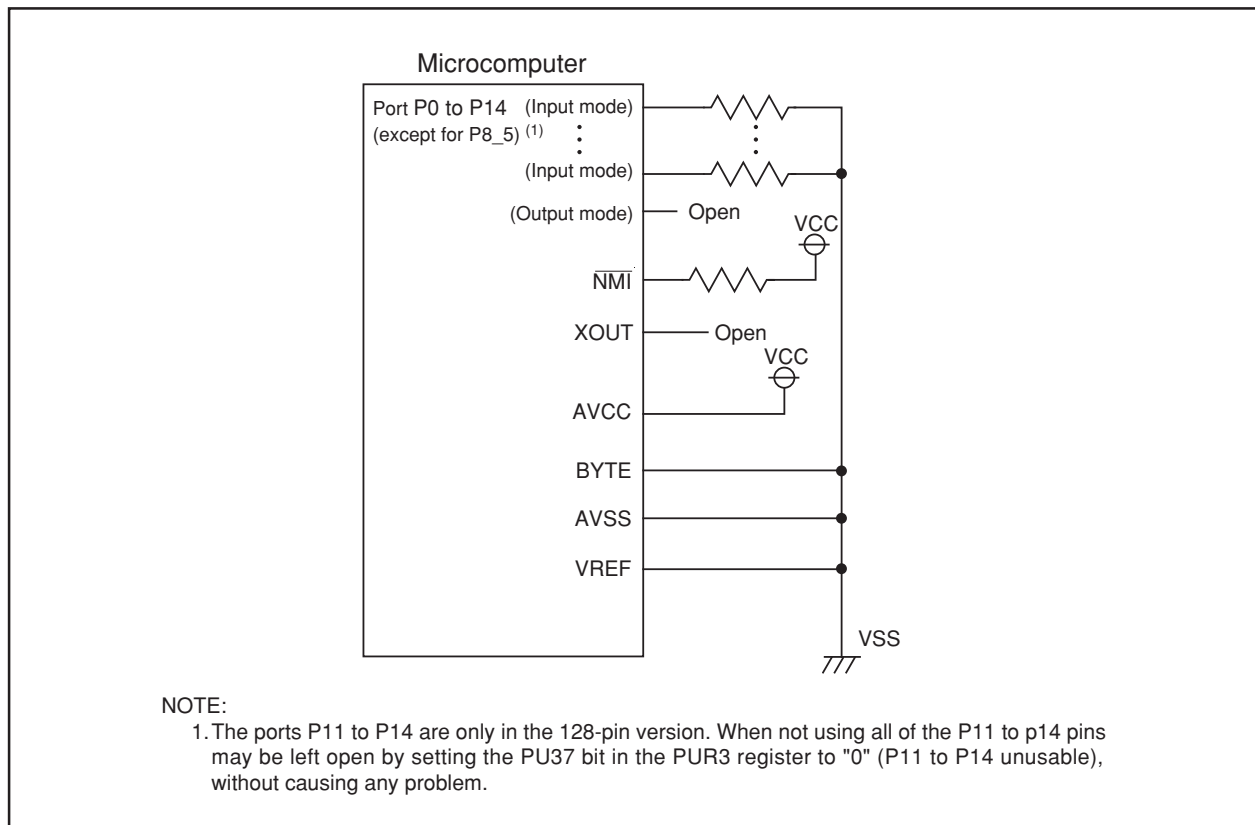 Microcomputer
Port P0 to P14 (Input mode)
(except for P8_5) (1)
(Input mode)
(Output mode) Open
VCC
NMI
XOUT Open
VCC
AVCC
BYTE
AVSS
VREF
VSS
NOTE:
1. The ports P11 to P14 are only in the 128-pin version. When not using all of the P11 to p14 pins
may be left open by setting the PU37 bit in the PUR3 register to "0" (P11 to P14 unusable),
without causing any problem.